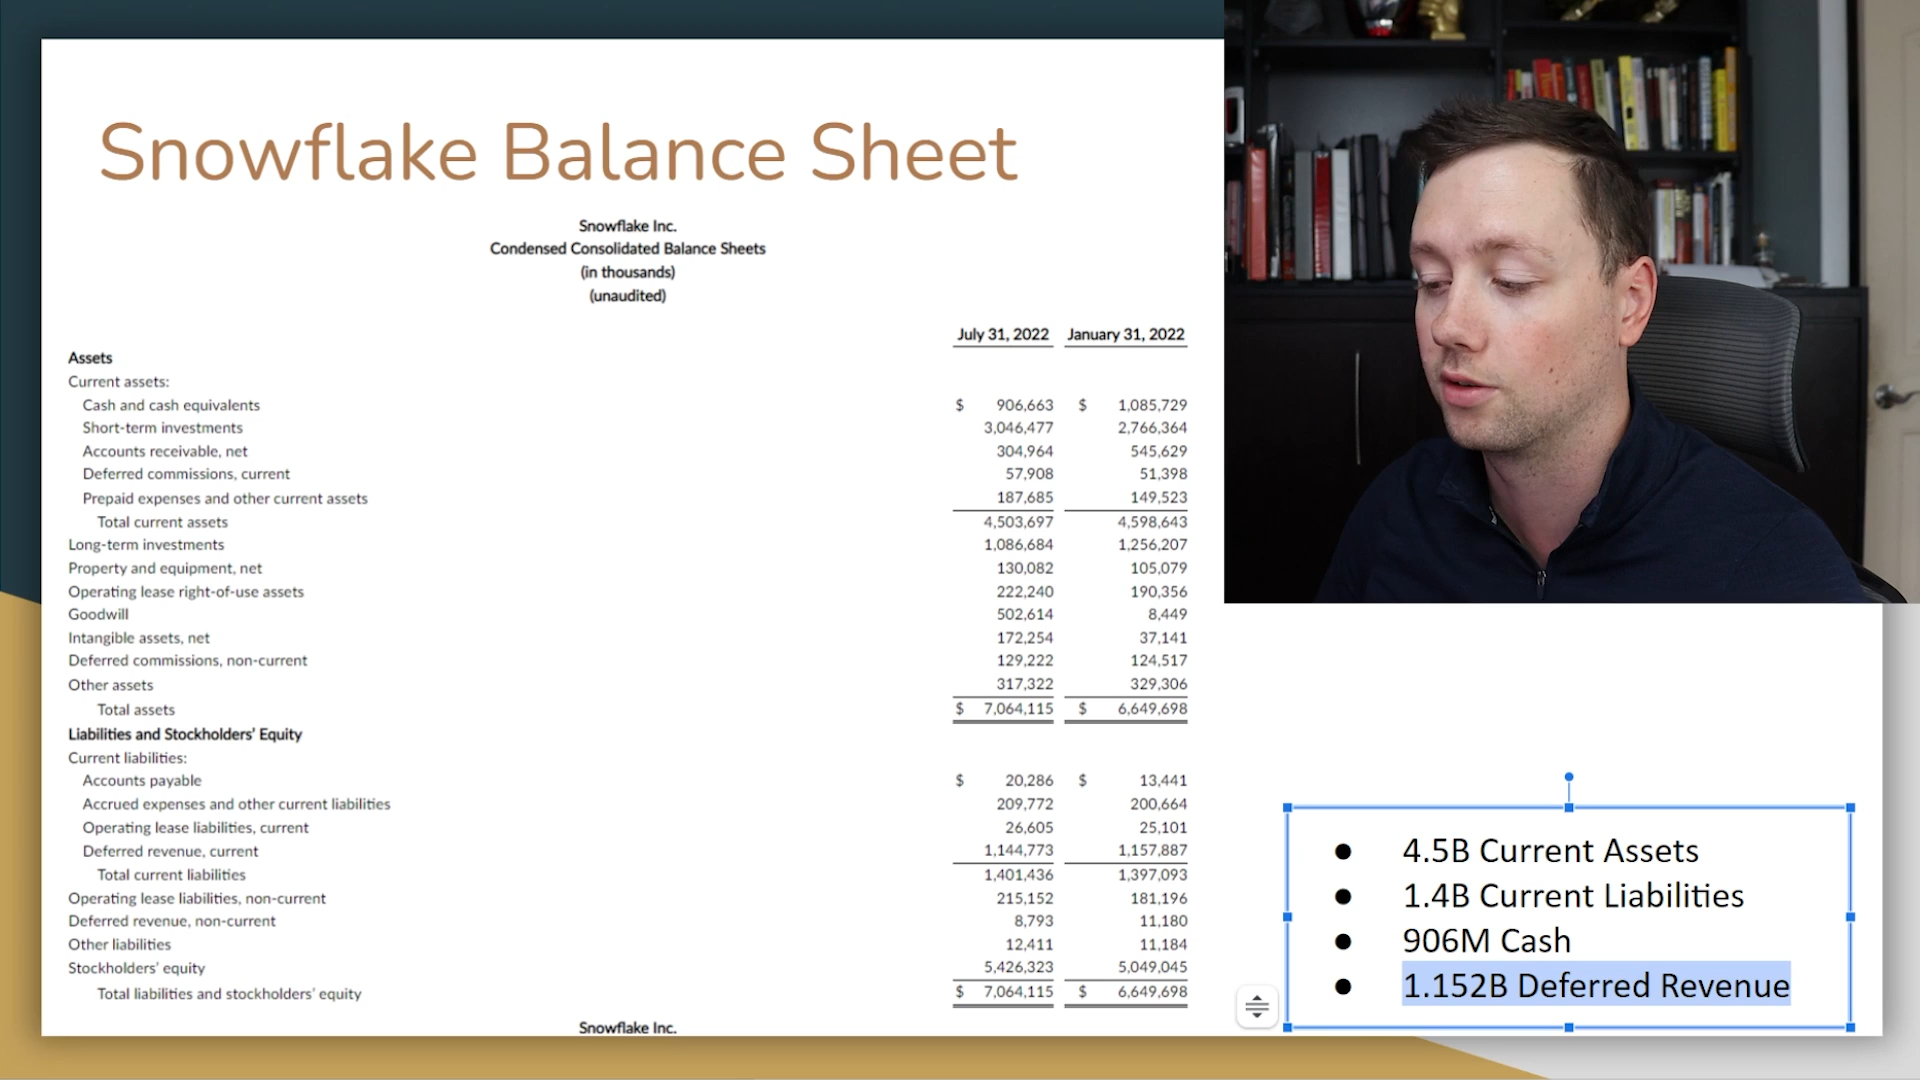 Snowflake Balance Sheet
Snowflake Inc.
Condensed Consolidated Balance Sheets
(in thousands)
(unaudited)
July 31, 2022 January 31, 2022
Assets
Current assets:
Cash and cash equivalents $ 906,663 $ 1,085,729
Short-term investments 3,046,477 2,766,364
Accounts receivable, net 304,964 545,629
Deferred commissions, current 57,908 51,398
Prepaid expenses and other current assets 187,685 149,523
Total current assets 4,503,697 4,598,643
Long-term investments 1,086,684 1,256,207
Property and equipment, net 130,082 105,079
Operating lease right-of-use assets 222,240 190,356
Goodwill 502,614 8,449
Intangible assets, net 172,254 37,141
Deferred commissions, non-current 129,222 124,517
Other assets 317,322 329,306
Total assets $ 7,064,115 $ 6,649,698
Liabilities and Stockholders' Equity
Current liabilities:
Accounts payable $ 20,286 $ 13,441
Accrued expenses and other current liabilities 209,772 200,664
Operating lease liabilities, current 26,605 25,101
Deferred revenue, current 1,144,773 1,157,887
Total current liabilities 1,401,436 1,397,093
Operating lease liabilities, non-current 215,152 181,196
Deferred revenue, non-current 8,793 11,180
Other liabilities 12,411 11,184
Stockholders' equity 5,426,323 5,049,045
Total liabilities and stockholders' equity $ 7,064,115 $ 6,649,698
Snowflake Inc.
● 4.5B Current Assets
● 1.4B Current Liabilities
● 906M Cash
● 1.152B Deferred Revenue